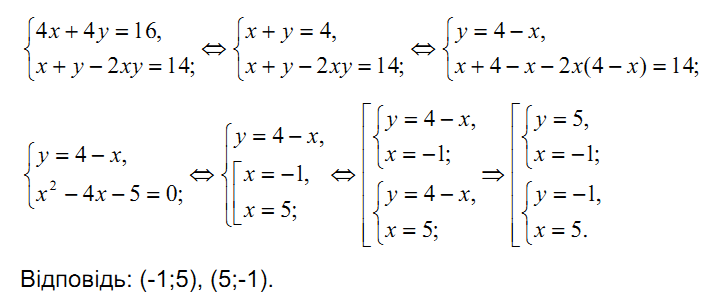 {4x + 4y = 16, ⇔ {x + y = 4, ⇔ {y = 4 − x,
{x + y − 2xy = 14; {x + y − 2xy = 14; {x + 4 − x − 2x(4 − x) = 14;
{y = 4 − x, {x² − 4x − 5 = 0; ⇔ {y = 4 − x, [x = −1, x = 5; ⇔ [{y = 4 − x, x = −1; {y = 4 − x, x = 5; ⇒ [{y = 5, x = −1; {y = −1, x = 5.
Відповідь: (-1;5), (5;-1).